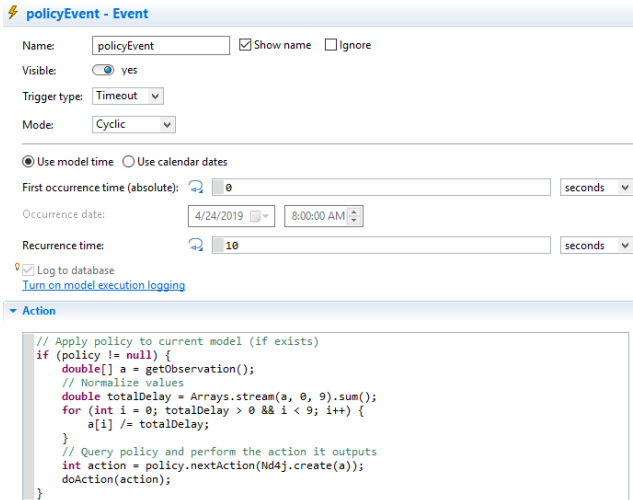 policyEvent - Event
Name: policyEvent Show name Ignore
Visible: yes
Trigger type: Timeout
Mode: Cyclic
Use model time Use calendar dates
First occurrence time (absolute): 0 seconds
Occurrence date: 4/24/2019 8:00:00 AM
Recurrence time: 10 seconds
Log to database
Turn on model execution logging
Action
// Apply policy to current model (if exists)
if (policy != null) {
    double[] a = getObservation();
    // Normalize values
    double totalDelay = Arrays.stream(a, 0, 9).sum();
    for (int i = 0; totalDelay > 0 && i < 9; i++) {
        a[i] /= totalDelay;
    }
    // Query policy and perform the action it outputs
    int action = policy.nextAction(Nd4j.create(a));
    doAction(action);
}